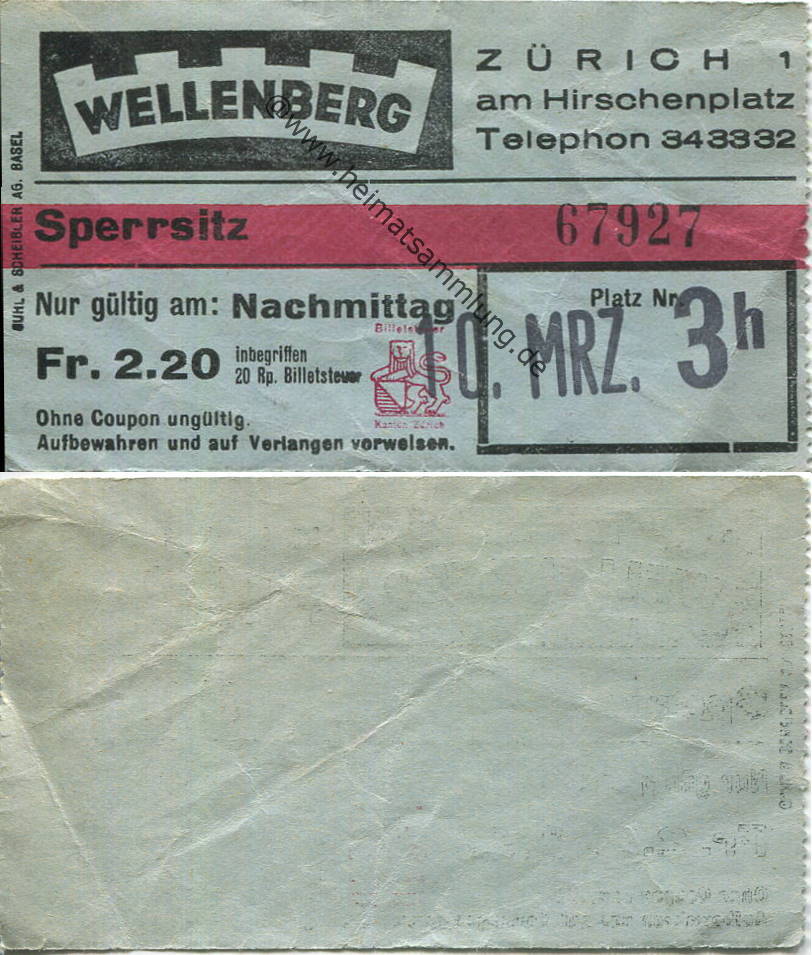 WELLENBERG
ZÜRICH 1
am Hirschenplatz
Telephon 343332
SUHL & SCHEIBLER AG. BASEL
Sperrsitz
67927
Nur gültig am: Nachmittag
Platz Nr.
10. MRZ. 3h
Fr. 2.20
inbegriffen
20 Rp. Billetsteuer
Billetsteuer
Kanton Zürich
Ohne Coupon ungültig.
Aufbewahren und auf Verlangen vorweisen.
©www.heimatsammlung.de